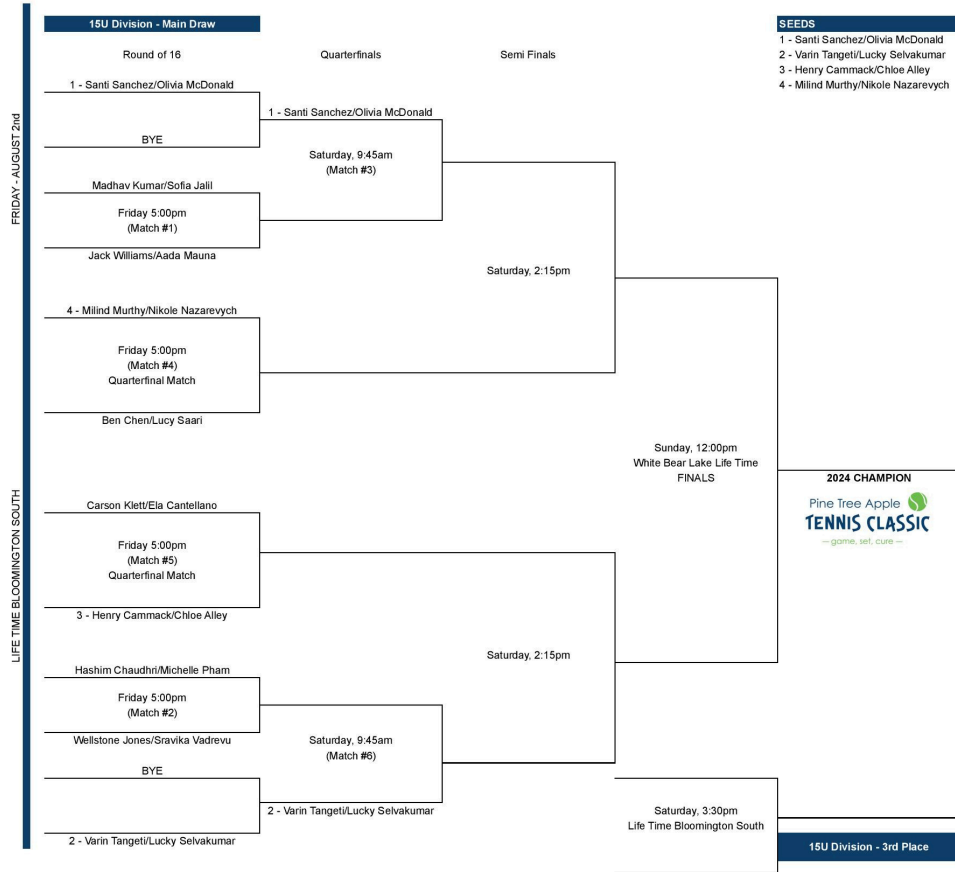 15U Division - Main Draw
SEEDS
1 - Santi Sanchez/Olivia McDonald
2 - Varin Tangeti/Lucky Selvakumar
3 - Henry Cammack/Chloe Alley
4 - Milind Murthy/Nikole Nazarevych
Round of 16
Quarterfinals
Semi Finals
FRIDAY - AUGUST 2nd
LIFE TIME BLOOMINGTON SOUTH
1 - Santi Sanchez/Olivia McDonald
BYE
1 - Santi Sanchez/Olivia McDonald
Saturday, 9:45am
(Match #3)
Madhav Kumar/Sofia Jalil
Friday 5:00pm
(Match #1)
Jack Williams/Aada Mauna
Saturday, 2:15pm
4 - Milind Murthy/Nikole Nazarevych
Friday 5:00pm
(Match #4)
Quarterfinal Match
Ben Chen/Lucy Saari
Sunday, 12:00pm
White Bear Lake Life Time
FINALS
2024 CHAMPION
Pine Tree Apple
TENNIS CLASSIC
— game, set, cure —
Carson Klett/Ela Cantellano
Friday 5:00pm
(Match #5)
Quarterfinal Match
3 - Henry Cammack/Chloe Alley
Saturday, 2:15pm
Hashim Chaudhri/Michelle Pham
Friday 5:00pm
(Match #2)
Wellstone Jones/Sravika Vadrevu
Saturday, 9:45am
(Match #6)
BYE
2 - Varin Tangeti/Lucky Selvakumar
2 - Varin Tangeti/Lucky Selvakumar
Saturday, 3:30pm
Life Time Bloomington South
15U Division - 3rd Place